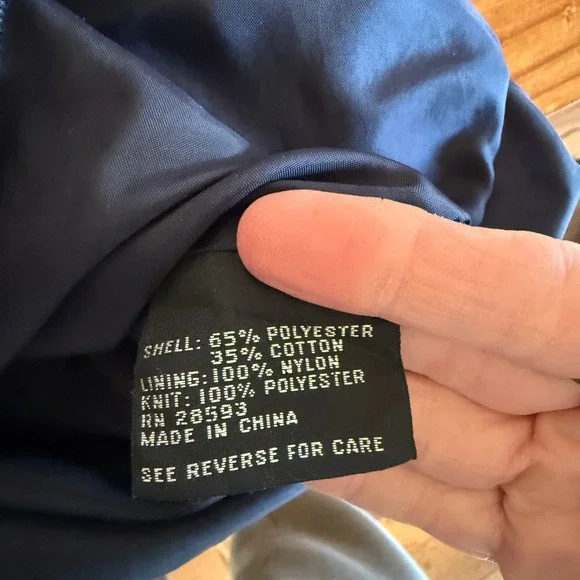 SHELL: 65% POLYESTER
35% COTTON
LINING: 100% NYLON
KNIT: 100% POLYESTER
RN 28593
MADE IN CHINA
SEE REVERSE FOR CARE